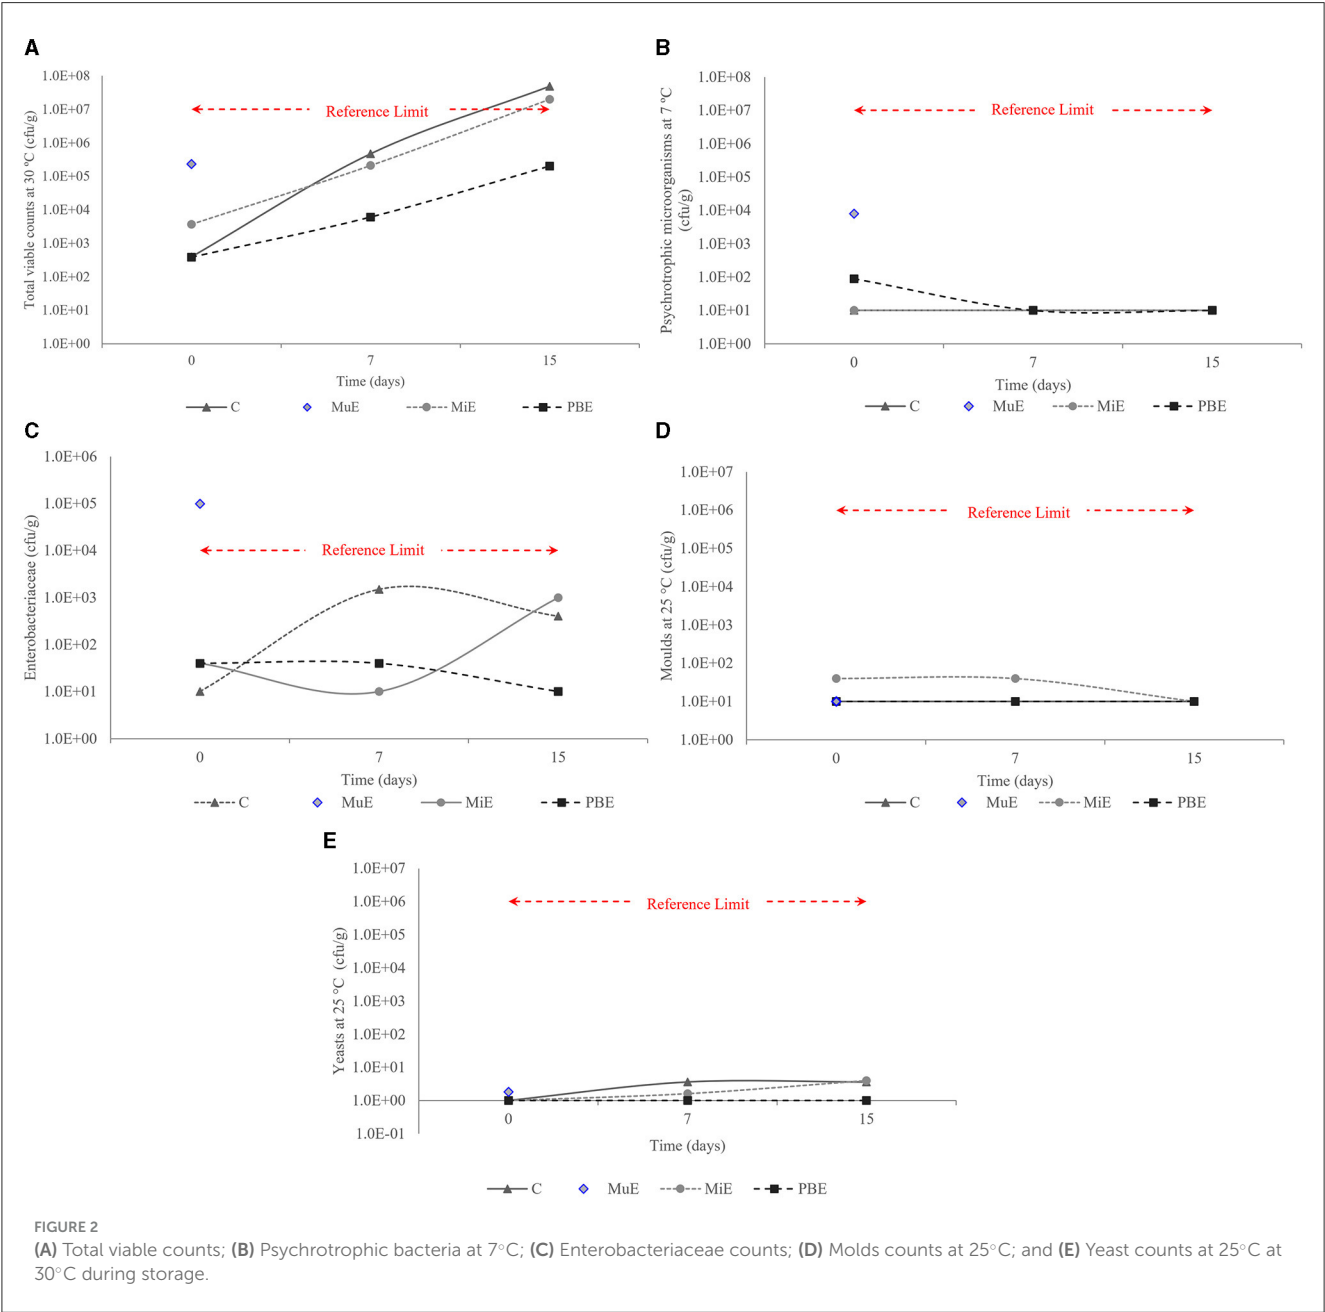 A
Total viable counts at 30 ºC (cfu/g)
1.0E+08
1.0E+07
1.0E+06
1.0E+05
1.0E+04
1.0E+03
1.0E+02
1.0E+01
1.0E+00
Reference Limit
0 7 15
Time (days)
C MuE MiE PBE
B
Psychrotrophic microorganisms at 7 ºC
(cfu/g)
1.0E+08
1.0E+07
1.0E+06
1.0E+05
1.0E+04
1.0E+03
1.0E+02
1.0E+01
1.0E+00
Reference Limit
0 7 15
Time (days)
C MuE MiE PBE
C
Enterobacteriaceae (cfu/g)
1.0E+06
1.0E+05
1.0E+04
1.0E+03
1.0E+02
1.0E+01
1.0E+00
Reference Limit
0 7 15
Time (days)
C MuE MiE PBE
D
Moulds at 25 °C (cfu/g)
1.0E+07
1.0E+06
1.0E+05
1.0E+04
1.0E+03
1.0E+02
1.0E+01
1.0E+00
Reference Limit
0 7 15
Time (days)
C MuE MiE PBE
E
Yeasts at 25 °C (cfu/g)
1.0E+07
1.0E+06
1.0E+05
1.0E+04
1.0E+03
1.0E+02
1.0E+01
1.0E+00
1.0E-01
Reference Limit
0 7 15
Time (days)
C MuE MiE PBE
FIGURE 2
(A) Total viable counts; (B) Psychrotrophic bacteria at 7°C; (C) Enterobacteriaceae counts; (D) Molds counts at 25°C; and (E) Yeast counts at 25°C at
30°C during storage.